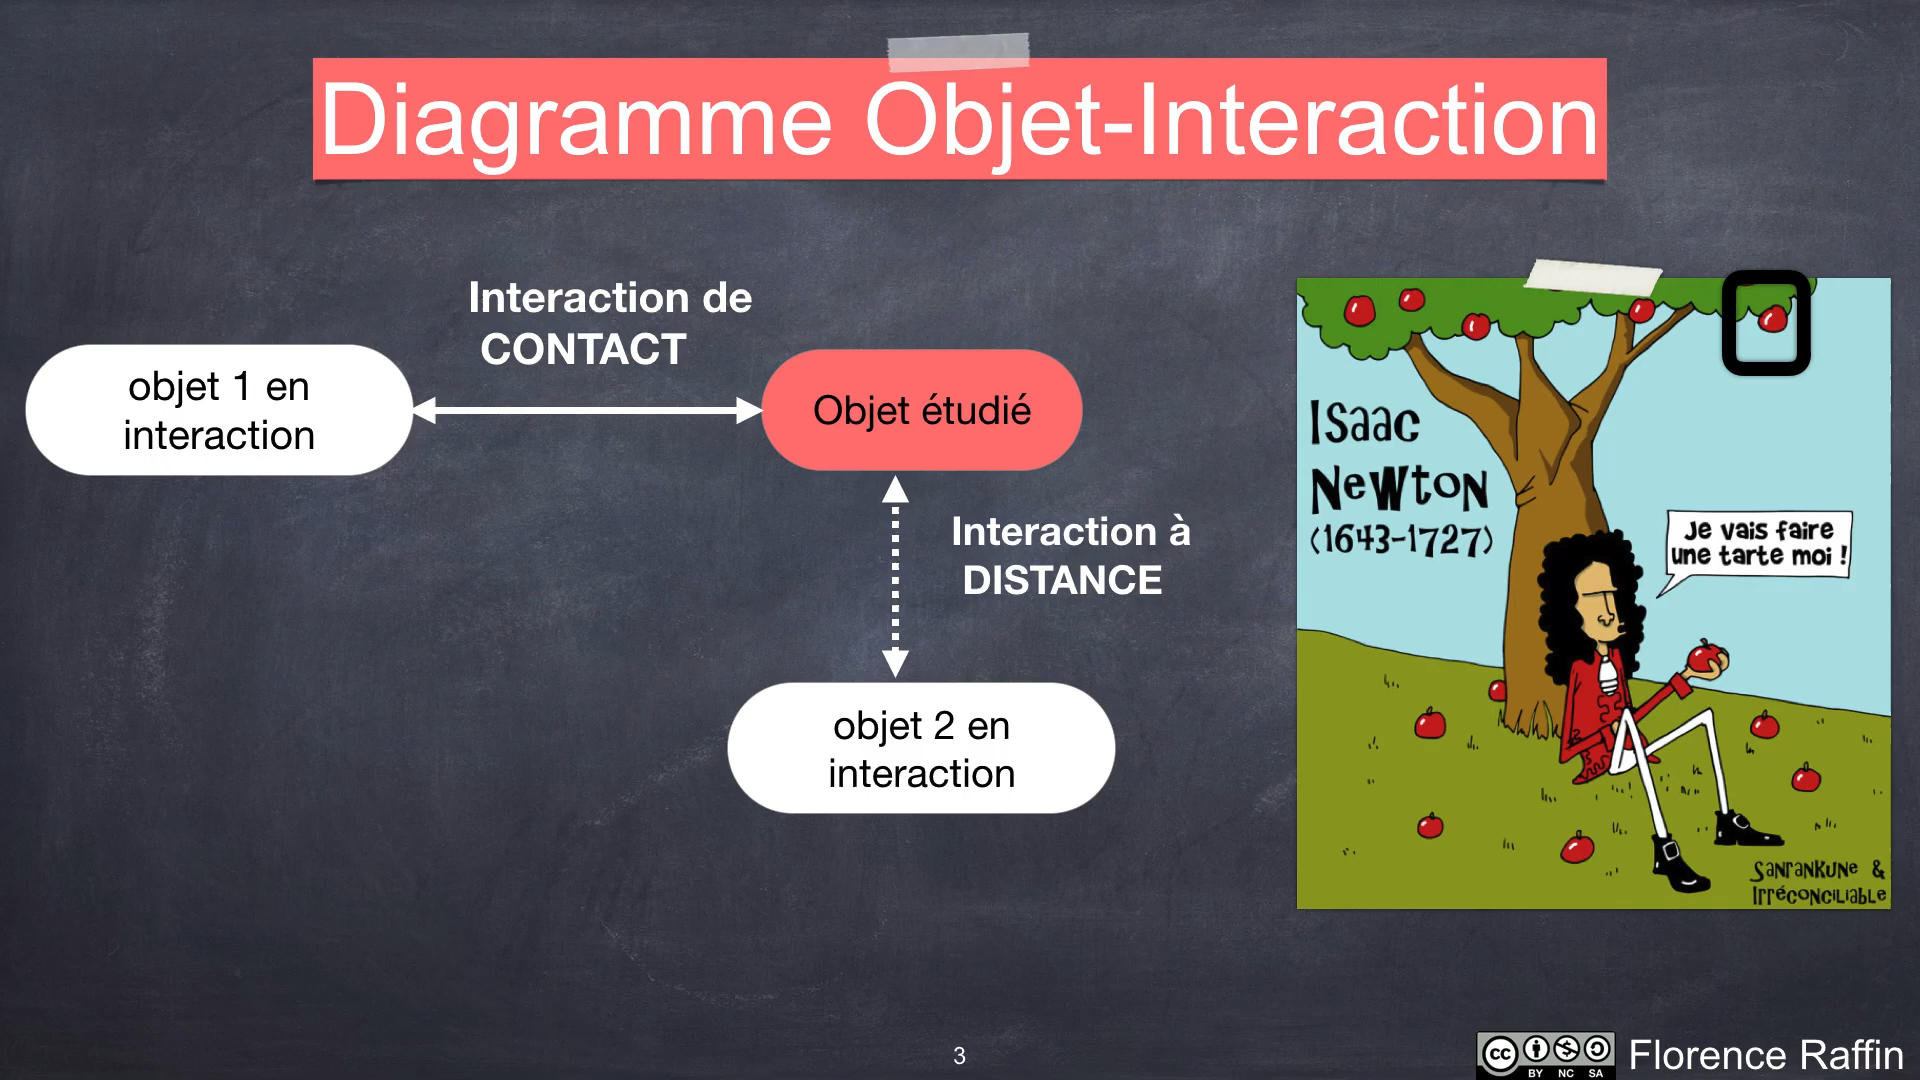 Diagramme Objet-Interaction
Interaction de
CONTACT
objet 1 en
interaction
Objet étudié
Interaction à
DISTANCE
objet 2 en
interaction
Isaac
Newton
(1643-1727)
Je vais faire
une tarte moi !
Sanrankune &
Irréconciliable
3
cc
BY NC SA
Florence Raffin